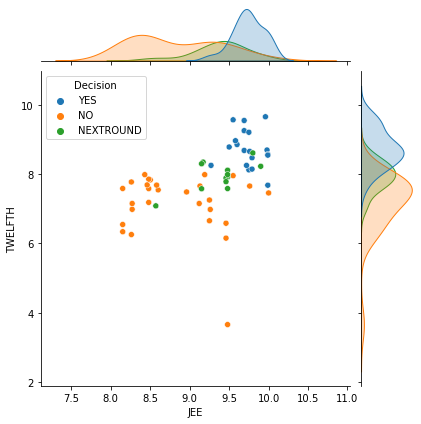 Decision
YES
NO
NEXTROUND
10
8
6
4
2
TWELFTH
7.5 8.0 8.5 9.0 9.5 10.0 10.5 11.0
JEE